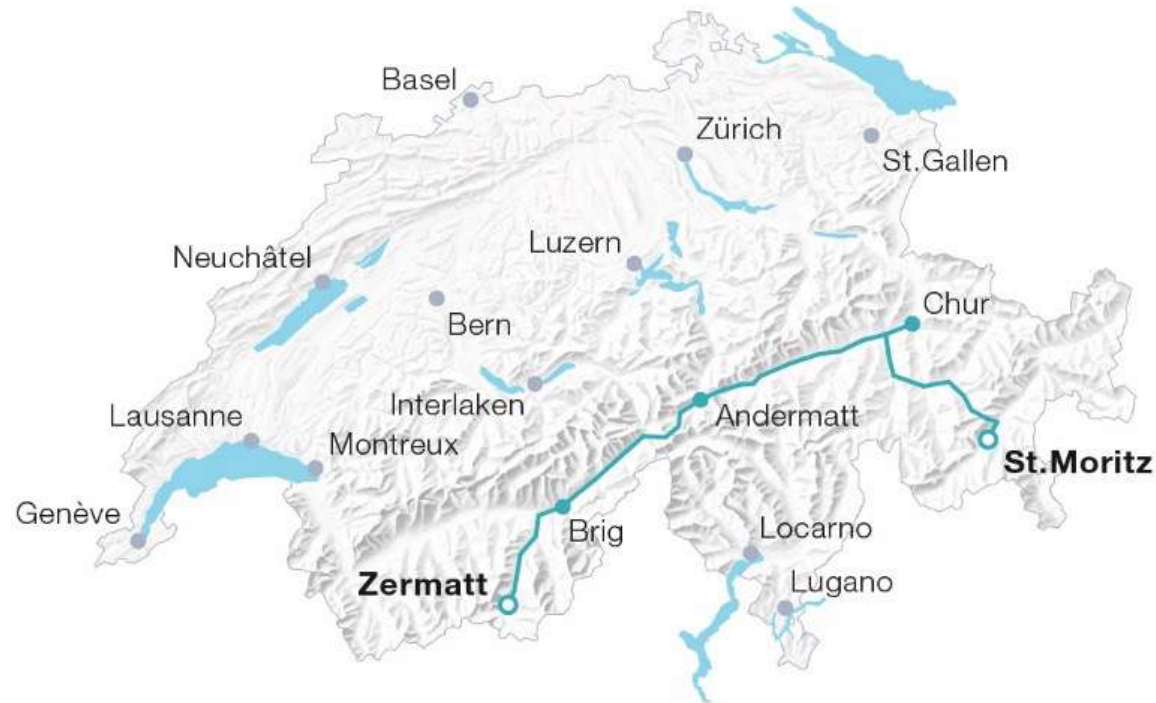 Basel
Zürich
St.Gallen
Neuchâtel
Luzern
Bern
Chur
Interlaken
Andermatt
Lausanne
Montreux
St.Moritz
Genève
Brig
Locarno
Zermatt
Lugano